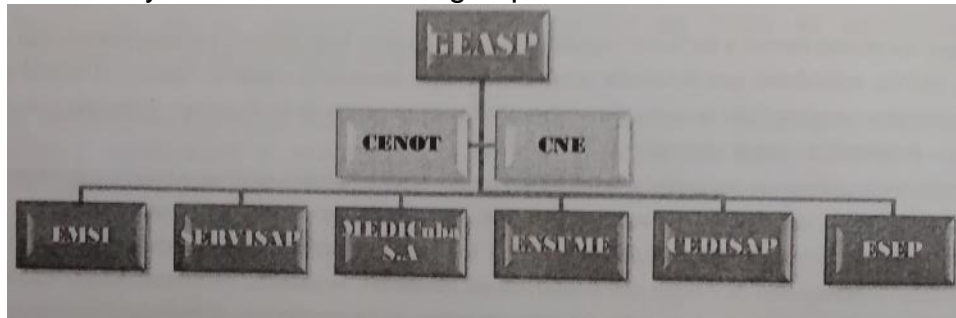 GEASP
CENOT
CNE
EMSI
SERVISAP
MEDICuba
S.A
ENSUME
CEDISAP
ESEP